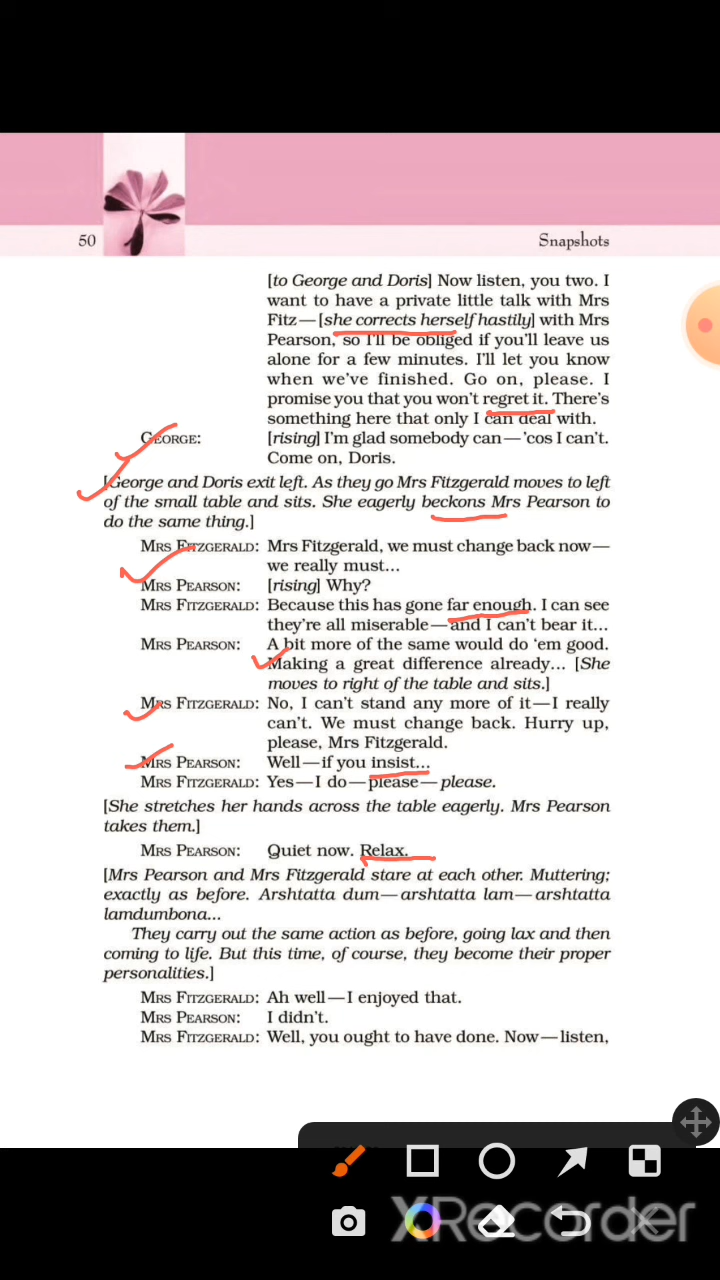 50
Snapshots
[to George and Doris] Now listen, you two. I
want to have a private little talk with Mrs
Fitz—[she corrects herself hastily] with Mrs
Pearson, so I'll be obliged if you'll leave us
alone for a few minutes. I'll let you know
when we've finished. Go on, please. I
promise you that you won't regret it. There's
something here that only I can deal with.
GEORGE: [rising] I'm glad somebody can—'cos I can't.
Come on, Doris.
[George and Doris exit left. As they go Mrs Fitzgerald moves to left
of the small table and sits. She eagerly beckons Mrs Pearson to
do the same thing.]
MRS FITZGERALD: Mrs Fitzgerald, we must change back now—
we really must...
MRS PEARSON: [rising] Why?
MRS FITZGERALD: Because this has gone far enough. I can see
they're all miserable—and I can't bear it...
MRS PEARSON: A bit more of the same would do 'em good.
Making a great difference already... [She
moves to right of the table and sits.]
MRS FITZGERALD: No, I can't stand any more of it—I really
can't. We must change back. Hurry up,
please, Mrs Fitzgerald.
MRS PEARSON: Well—if you insist...
MRS FITZGERALD: Yes—I do—please—please.
[She stretches her hands across the table eagerly. Mrs Pearson
takes them.]
MRS PEARSON: Quiet now. Relax.
[Mrs Pearson and Mrs Fitzgerald stare at each other. Muttering;
exactly as before. Arshtatta dum—arshtatta lam—arshtatta
lamdumbona...
They carry out the same action as before, going lax and then
coming to life. But this time, of course, they become their proper
personalities.]
MRS FITZGERALD: Ah well—I enjoyed that.
MRS PEARSON: I didn't.
MRS FITZGERALD: Well, you ought to have done. Now—listen,
XRecorder